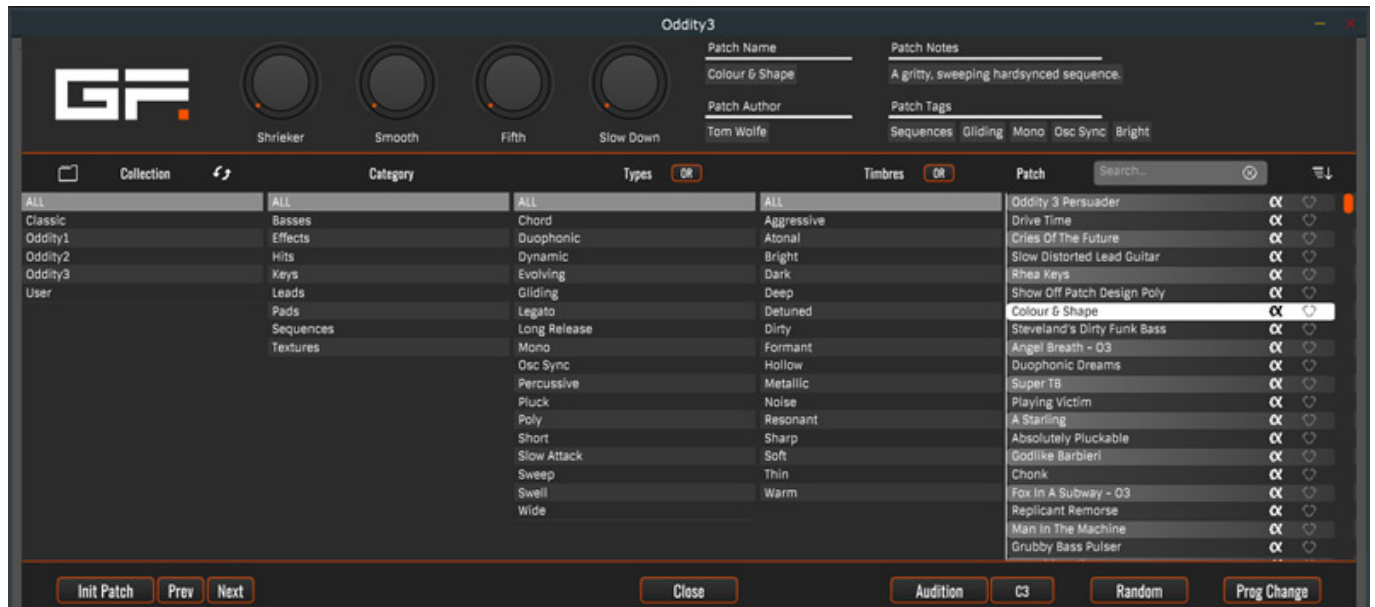 Oddity3
GF.
Shrieker
Smooth
Fifth
Slow Down
Patch Name
Colour & Shape
Patch Author
Tom Wolfe
Patch Notes
A gritty, sweeping hardsynced sequence.
Patch Tags
Sequences Gliding Mono Osc Sync Bright
Collection
Category
Types OR
Timbres OR
Patch
Search...
ALL
Classic
Oddity1
Oddity2
Oddity3
User
ALL
Basses
Effects
Hits
Keys
Leads
Pads
Sequences
Textures
ALL
Chord
Duophonic
Dynamic
Evolving
Gliding
Legato
Long Release
Mono
Osc Sync
Percussive
Pluck
Poly
Short
Slow Attack
Sweep
Swell
Wide
ALL
Aggressive
Atonal
Bright
Dark
Deep
Detuned
Dirty
Formant
Hollow
Metallic
Noise
Resonant
Sharp
Soft
Thin
Warm
Oddity 3 Persuader α
Drive Time α
Cries Of The Future α
Slow Distorted Lead Guitar α
Rhea Keys α
Show Off Patch Design Poly α
Colour & Shape α
Steveland's Dirty Funk Bass α
Angel Breath - O3 α
Duophonic Dreams α
Super TB α
Playing Victim α
A Starling α
Absolutely Pluckable α
Godlike Barbieri α
Chonk α
Fox In A Subway - O3 α
Replicant Remorse α
Man In The Machine α
Grubby Bass Pulser α
Init Patch
Prev
Next
Close
Audition
C3
Random
Prog Change